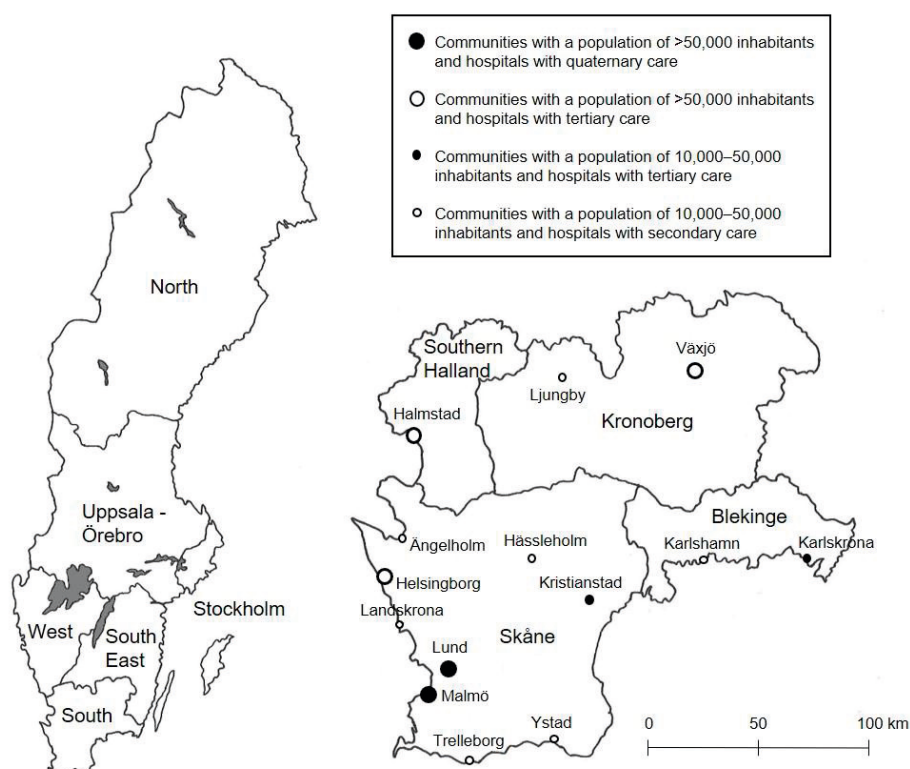 Communities with a population of >50,000 inhabitants
and hospitals with quaternary care
Communities with a population of >50,000 inhabitants
and hospitals with tertiary care
Communities with a population of 10,000–50,000
inhabitants and hospitals with tertiary care
Communities with a population of 10,000–50,000
inhabitants and hospitals with secondary care
North
Uppsala -
Örebro
Stockholm
West
South
East
South
Southern
Halland
Växjö
Ljungby
Halmstad
Kronoberg
Blekinge
Ängelholm
Hässleholm
Karlshamn
Karlskrona
Helsingborg
Kristianstad
Landskrona
Skåne
Lund
Malmö
Ystad
Trelleborg
0 50 100 km